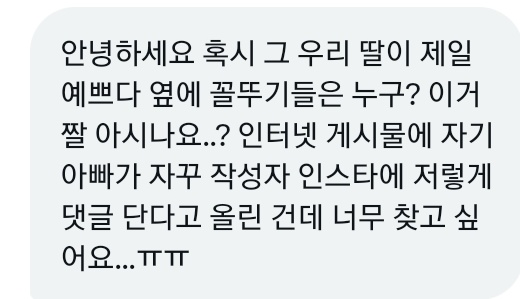 안녕하세요 혹시 그 우리 딸이 제일
예쁘다 옆에 꼴뚜기들은 누구? 이거
짤 아시나요..? 인터넷 게시물에 자기
아빠가 자꾸 작성자 인스타에 저렇게
댓글 단다고 올린 건데 너무 찾고 싶
어요...ㅠㅠ